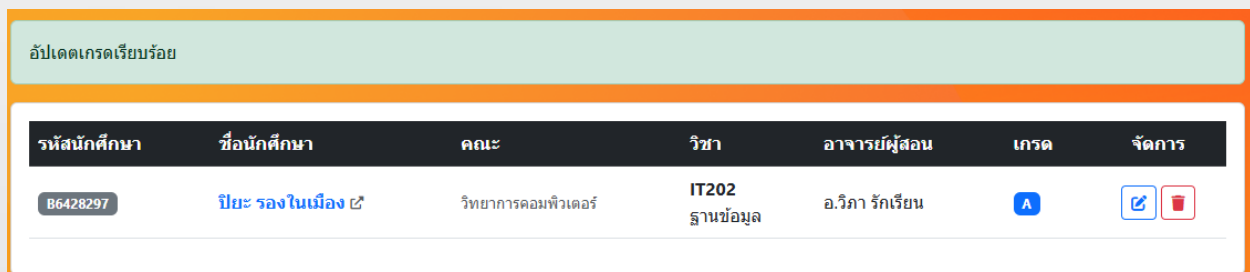 อัปเดตเกรดเรียบร้อย
รหัสนักศึกษา ชื่อนักศึกษา คณะ วิชา อาจารย์ผู้สอน เกรด จัดการ
B6428297 ปิยะ รองในเมือง วิทยาการคอมพิวเตอร์ IT202 อ.วิภา รักเรียน A
ฐานข้อมูล